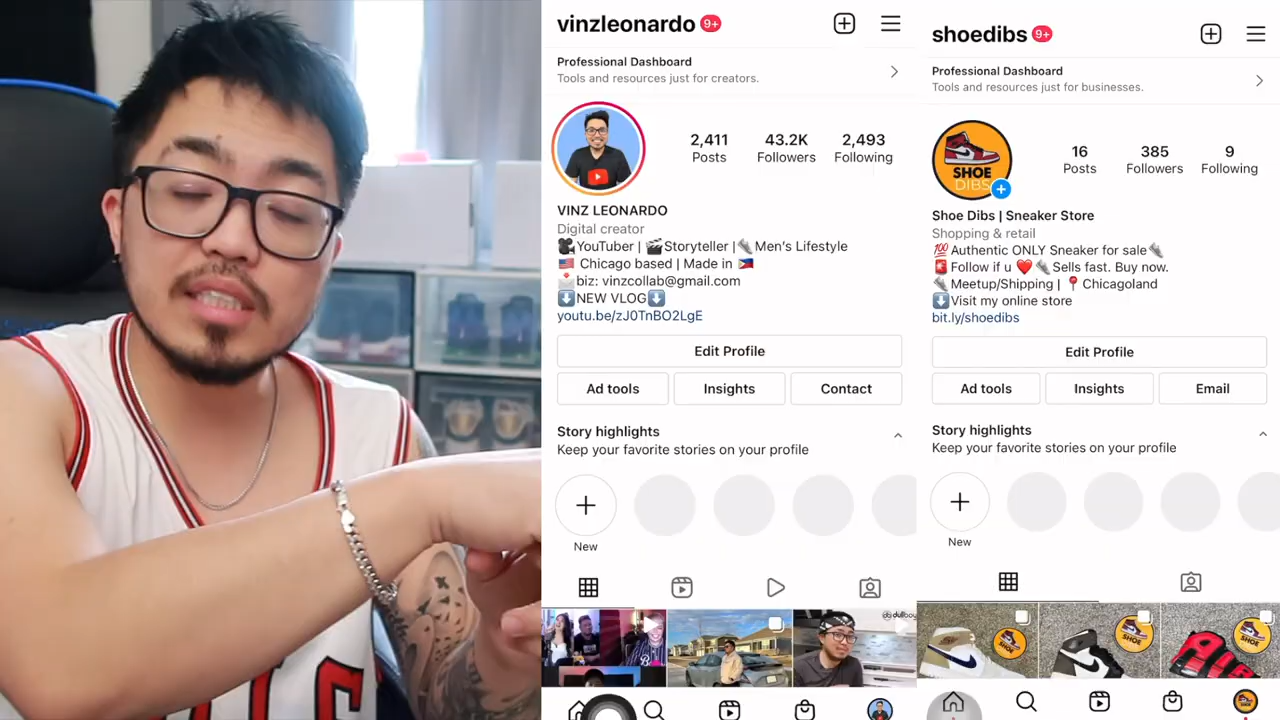 vinzleonardo 9+
Professional Dashboard
Tools and resources just for creators.
2,411 43.2K 2,493
Posts Followers Following
VINZ LEONARDO
Digital creator
🎥YouTuber | 🎬Storyteller |👟Men's Lifestyle
🇺🇸 Chicago based | Made in 🇵🇭
📩biz: vinzcollab@gmail.com
⬇️NEW VLOG⬇️
youtu.be/zJ0TnBO2LgE
Edit Profile
Ad tools Insights Contact
Story highlights
Keep your favorite stories on your profile
New
shoedibs 9+
Professional Dashboard
Tools and resources just for businesses.
SHOE
DIBS
16 385 9
Posts Followers Following
Shoe Dibs | Sneaker Store
Shopping & retail
💯Authentic ONLY Sneaker for sale👟
🚨Follow if u ❤️👟Sells fast. Buy now.
👟Meetup/Shipping | 📍Chicagoland
⬇️Visit my online store
bit.ly/shoedibs
Edit Profile
Ad tools Insights Email
Story highlights
Keep your favorite stories on your profile
New
SHOE
SHOE